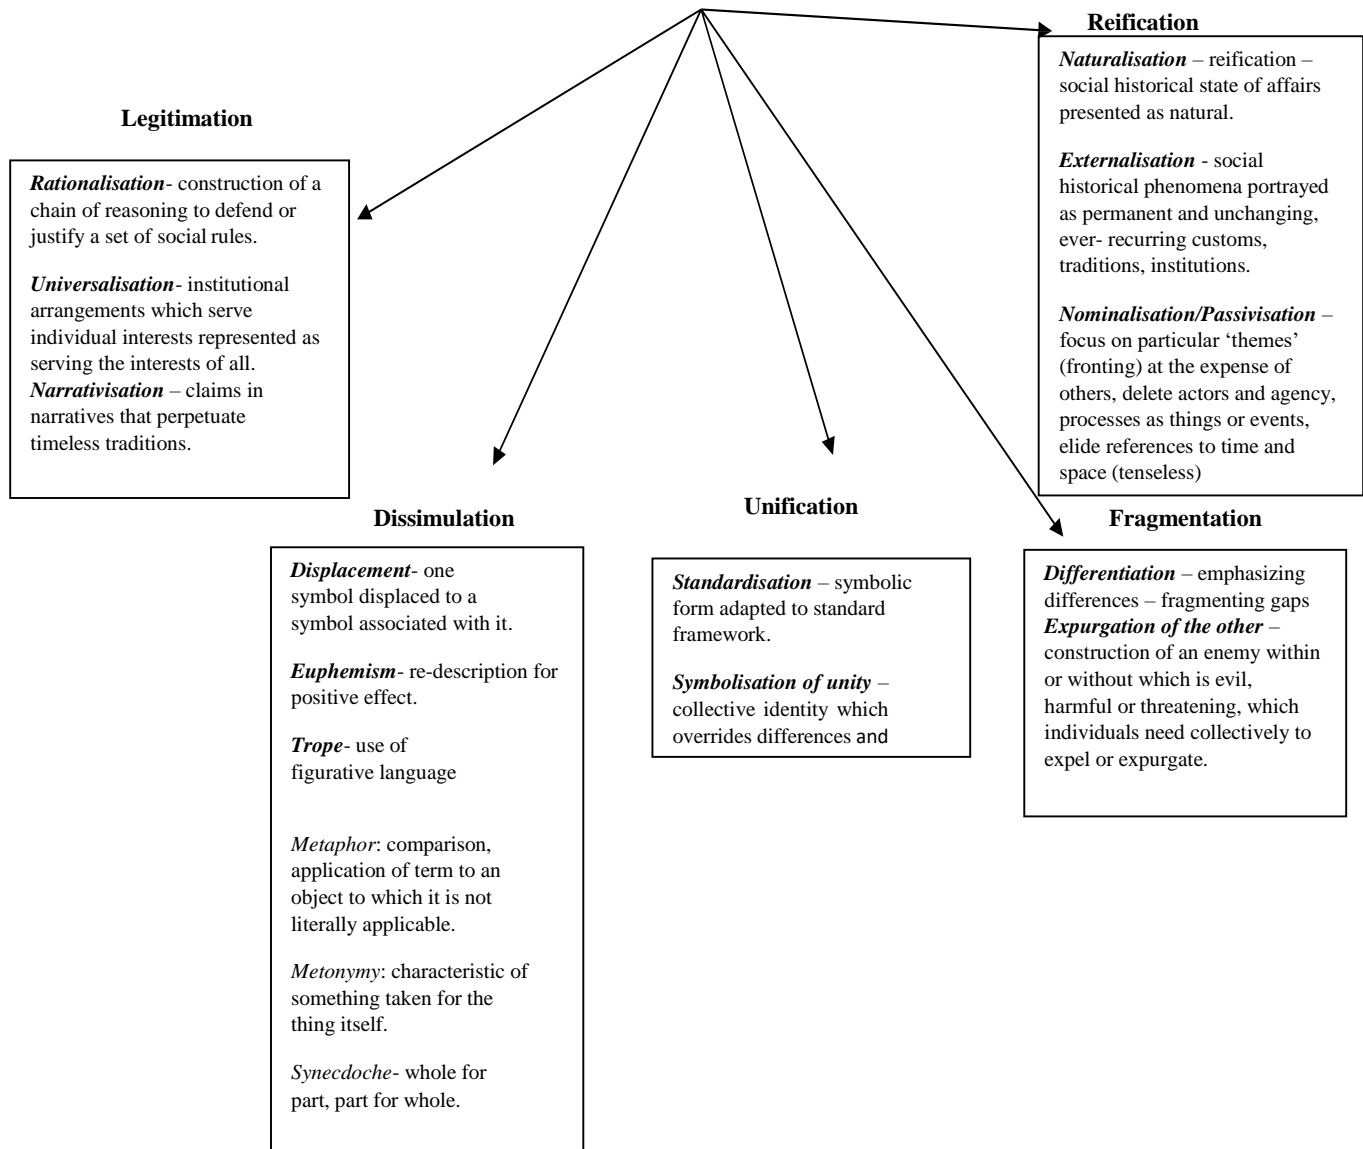 Legitimation
Rationalisation- construction of a
chain of reasoning to defend or
justify a set of social rules.
Universalisation- institutional
arrangements which serve
individual interests represented as
serving the interests of all.
Narrativisation – claims in
narratives that perpetuate
timeless traditions.
Dissimulation
Displacement- one
symbol displaced to a
symbol associated with it.
Euphemism- re-description for
positive effect.
Trope- use of
figurative language
Metaphor: comparison,
application of term to an
object to which it is not
literally applicable.
Metonymy: characteristic of
something taken for the
thing itself.
Synecdoche- whole for
part, part for whole.
Unification
Standardisation – symbolic
form adapted to standard
framework.
Symbolisation of unity –
collective identity which
overrides differences and
Reification
Naturalisation – reification –
social historical state of affairs
presented as natural.
Externalisation - social
historical phenomena portrayed
as permanent and unchanging,
ever- recurring customs,
traditions, institutions.
Nominalisation/Passivisation –
focus on particular ‘themes’
(fronting) at the expense of
others, delete actors and agency,
processes as things or events,
elide references to time and
space (tenseless)
Fragmentation
Differentiation – emphasizing
differences – fragmenting gaps
Expurgation of the other –
construction of an enemy within
or without which is evil,
harmful or threatening, which
individuals need collectively to
expel or expurgate.